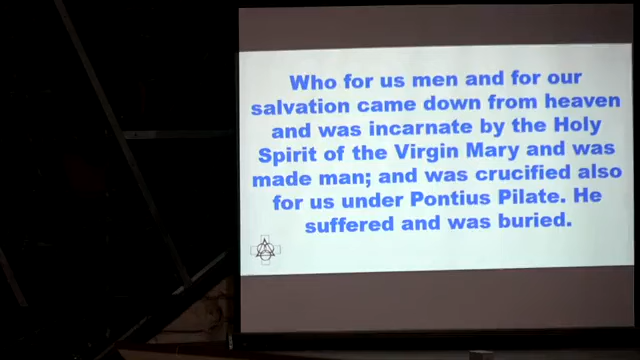 Who for us men and for our
salvation came down from heaven
and was incarnate by the Holy
Spirit of the Virgin Mary and was
made man; and was crucified also
for us under Pontius Pilate. He
suffered and was buried.